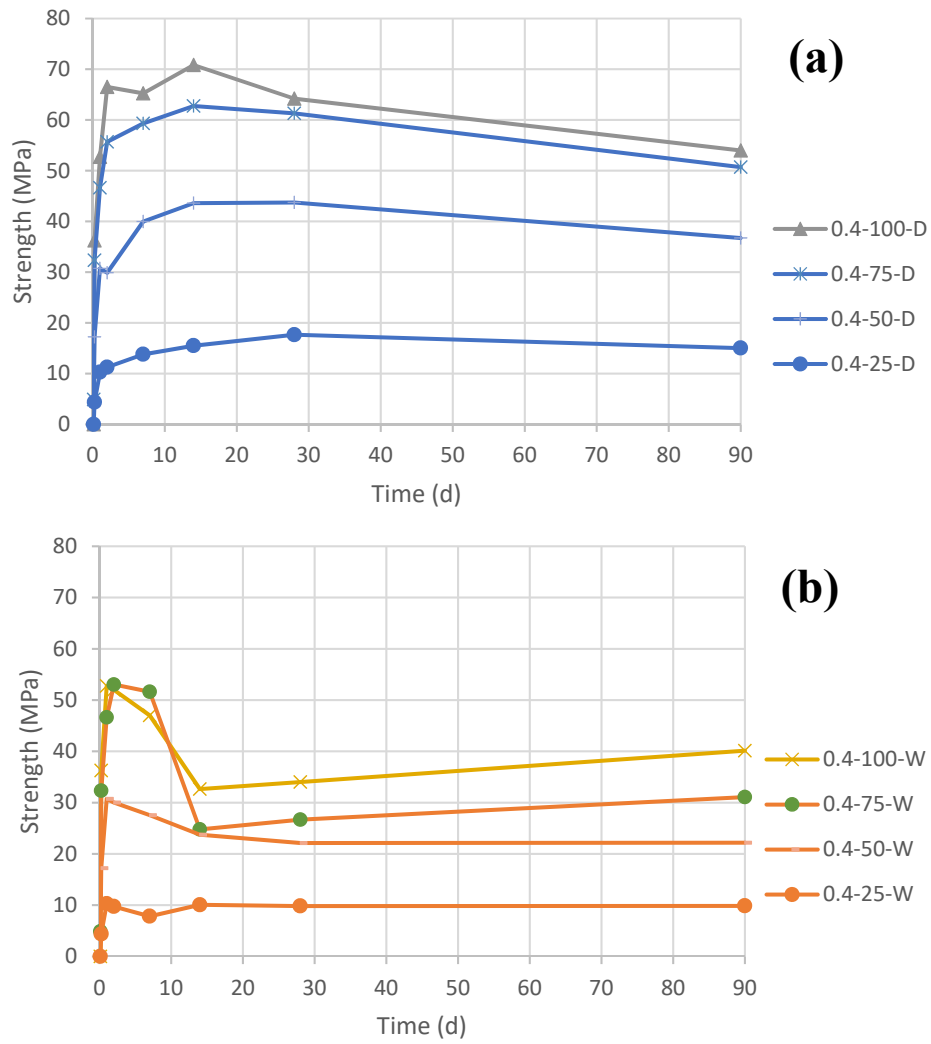 80
70
60
50
40
30
20
10
0
Strength (MPa)
0 10 20 30 40 50 60 70 80 90
Time (d)
(a)
0.4-100-D
0.4-75-D
0.4-50-D
0.4-25-D
80
70
60
50
40
30
20
10
0
Strength (MPa)
0 10 20 30 40 50 60 70 80 90
Time (d)
(b)
0.4-100-W
0.4-75-W
0.4-50-W
0.4-25-W